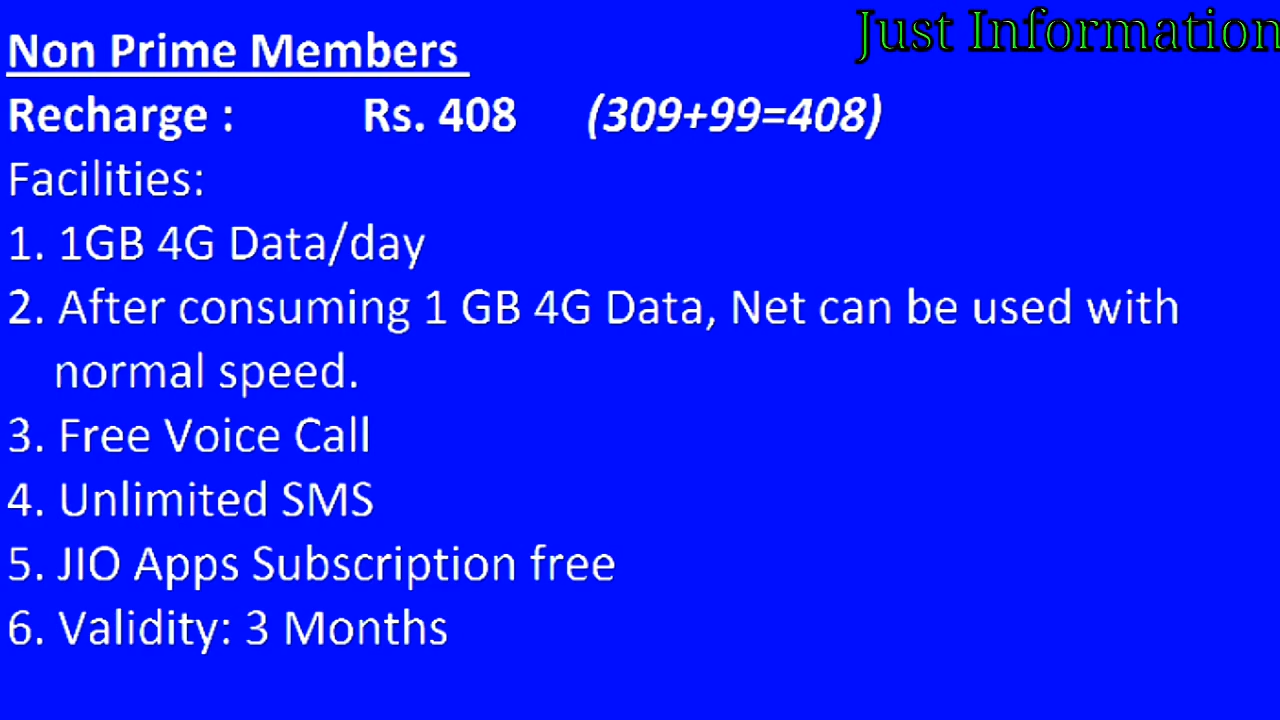 Just Information
Non Prime Members
Recharge : Rs. 408 (309+99=408)
Facilities:
1. 1GB 4G Data/day
2. After consuming 1 GB 4G Data, Net can be used with
normal speed.
3. Free Voice Call
4. Unlimited SMS
5. JIO Apps Subscription free
6. Validity: 3 Months